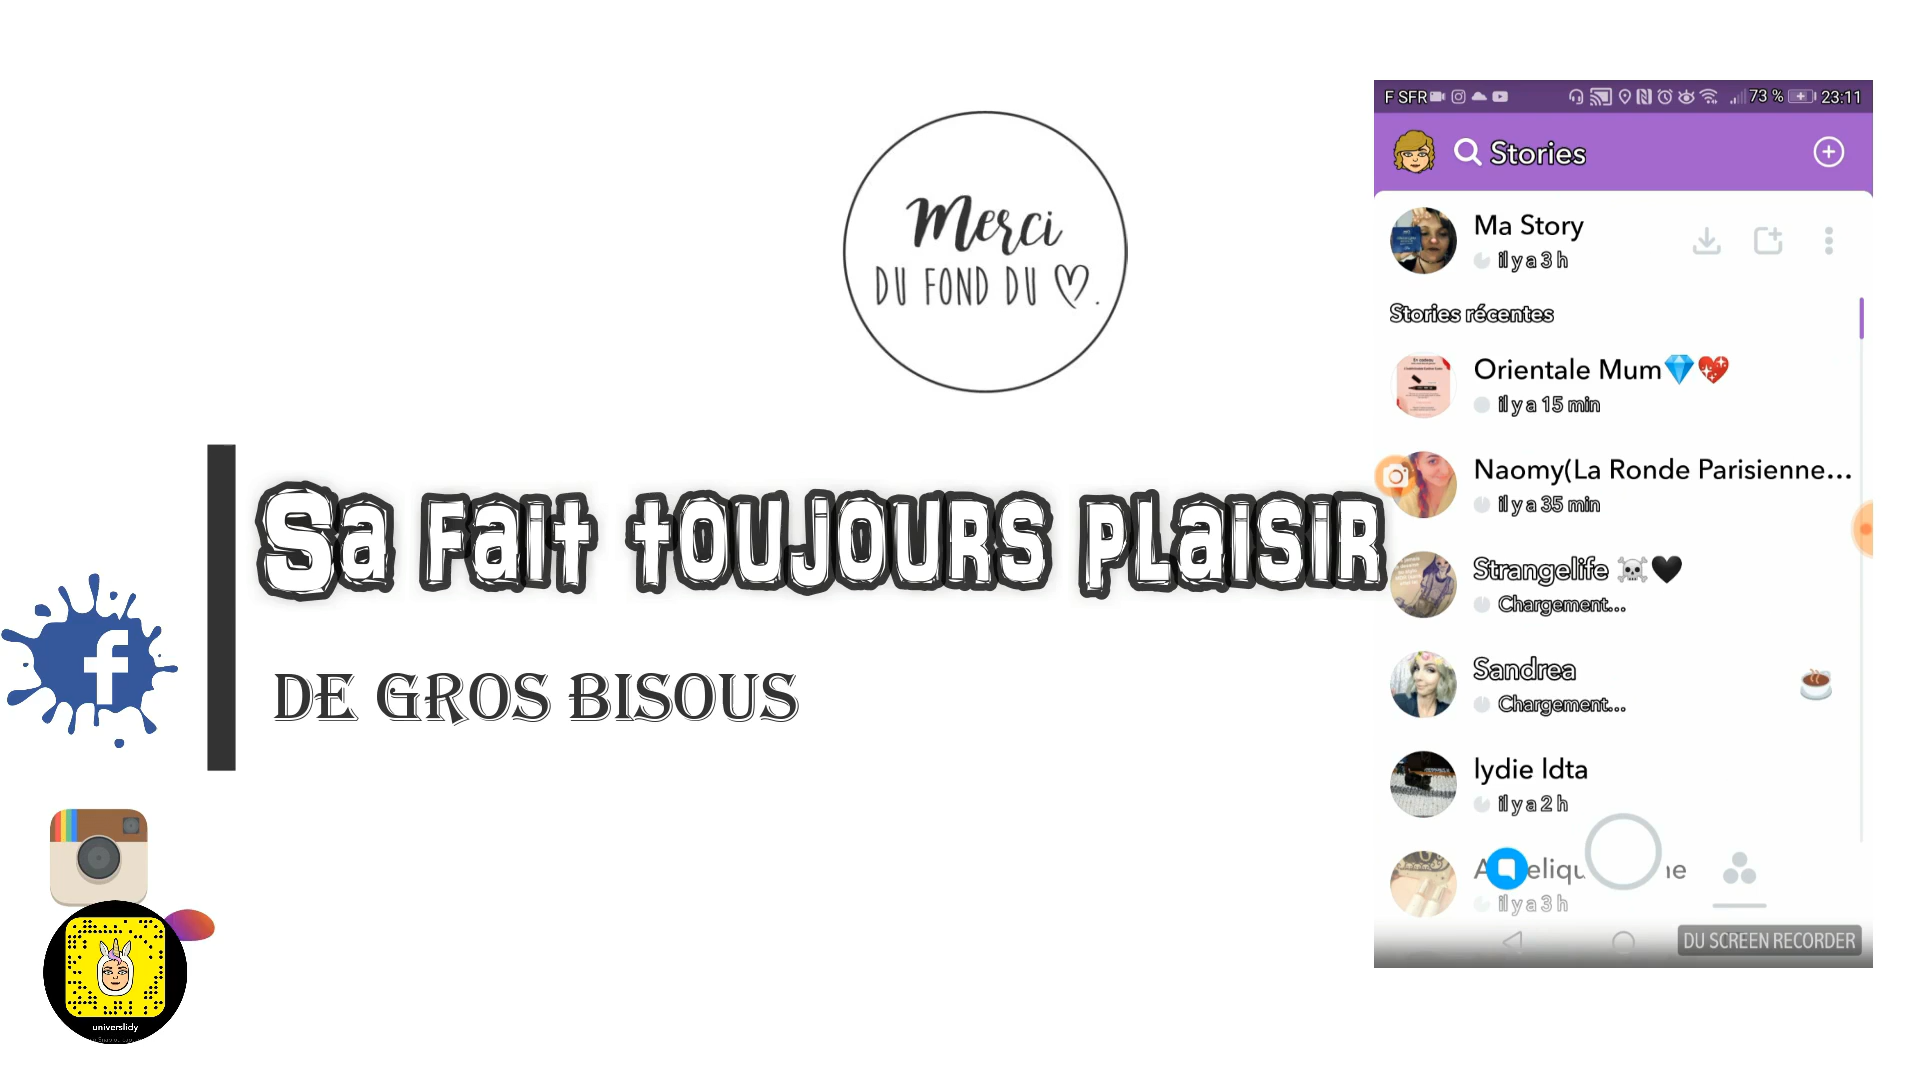 Merci
DU FOND DU ♡.
Sa Fait toujours plaisir
DE GROS BISOUS
universlidy
F SFR 73 % 23:11
Stories
Ma Story
il y a 3 h
Stories récentes
Orientale Mum💎💖
il y a 15 min
Naomy(La Ronde Parisienne...
il y a 35 min
Strangelife ☠️🖤
Chargement...
Sandrea
Chargement...
lydie ldta
il y a 2 h
il y a 3 h
DU SCREEN RECORDER